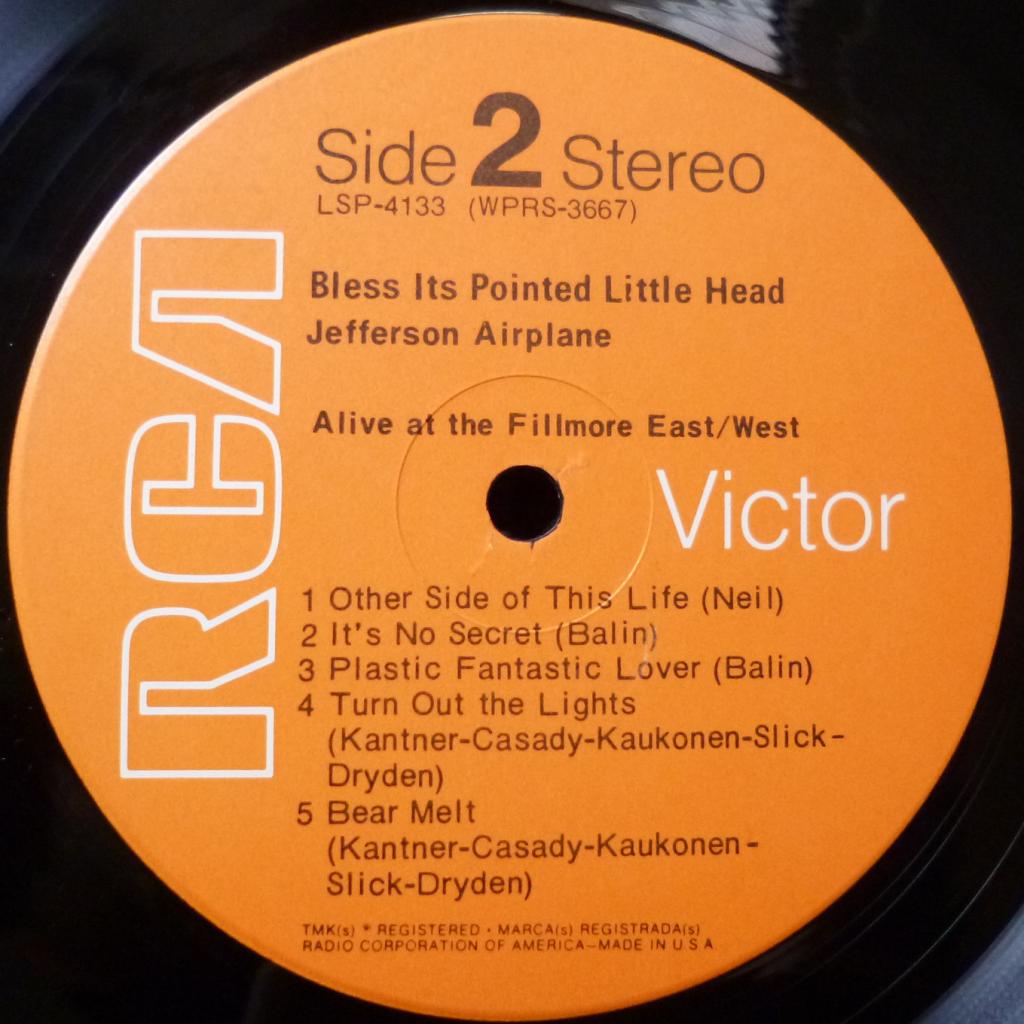 Side 2 Stereo
LSP-4133 (WPRS-3667)
Bless Its Pointed Little Head
Jefferson Airplane
Alive at the Fillmore East/West
RCA
Victor
1 Other Side of This Life (Neil)
2 It's No Secret (Balin)
3 Plastic Fantastic Lover (Balin)
4 Turn Out the Lights
(Kantner-Casady-Kaukonen-Slick-
Dryden)
5 Bear Melt
(Kantner-Casady-Kaukonen-
Slick-Dryden)
TMK(s) ® REGISTERED • MARCA(s) REGISTRADA(s)
RADIO CORPORATION OF AMERICA–MADE IN U.S.A.